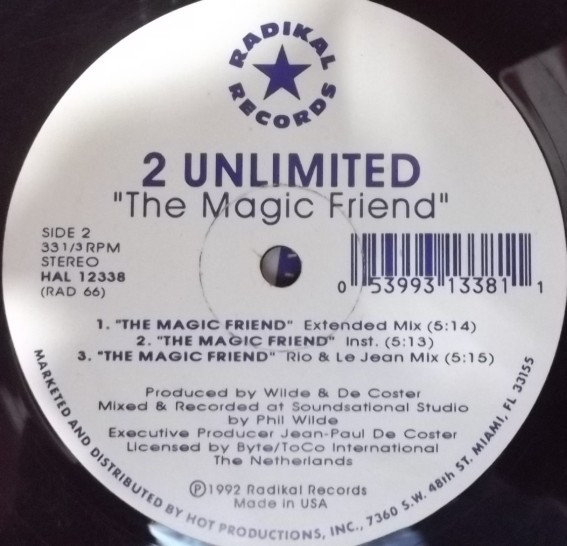 RADIKAL
RECORDS
2 UNLIMITED
"The Magic Friend"
SIDE 2
33 1/3 RPM
STEREO
HAL 12338
(RAD 66)
0 53993 13381 1
1. "THE MAGIC FRIEND" Extended Mix (5:14)
2. "THE MAGIC FRIEND" Inst. (5:13)
3. "THE MAGIC FRIEND" Rio & Le Jean Mix (5:15)
Produced by Wilde & De Coster
Mixed & Recorded at Soundsational Studio
by Phil Wilde
Executive Producer Jean-Paul De Coster
Licensed by Byte/ToCo International
The Netherlands
Ⓟ1992 Radikal Records
Made in USA
MARKETED AND DISTRIBUTED BY HOT PRODUCTIONS, INC., 7360 S.W. 48th ST. MIAMI, FL 33155